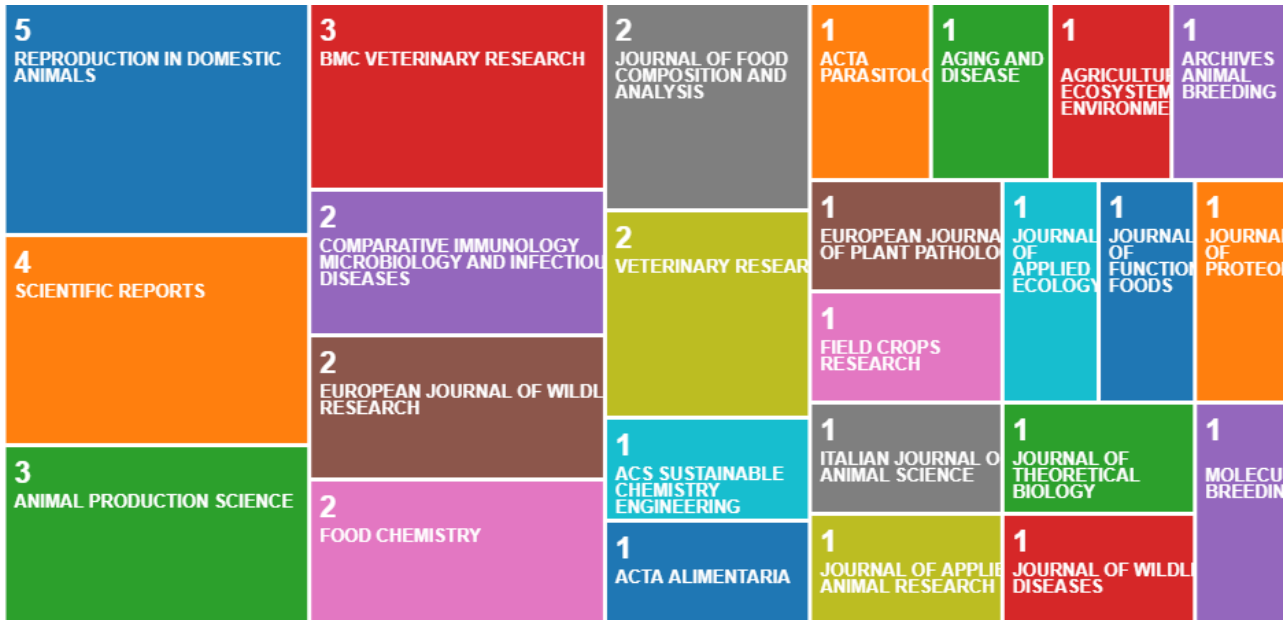 5
REPRODUCTION IN DOMESTIC
ANIMALS
4
SCIENTIFIC REPORTS
3
ANIMAL PRODUCTION SCIENCE
3
BMC VETERINARY RESEARCH
2
COMPARATIVE IMMUNOLOGY
MICROBIOLOGY AND INFECTIOU
DISEASES
2
EUROPEAN JOURNAL OF WILDL
RESEARCH
2
FOOD CHEMISTRY
2
JOURNAL OF FOOD
COMPOSITION AND
ANALYSIS
2
VETERINARY RESEAR
1
ACS SUSTAINABLE
CHEMISTRY
ENGINEERING
1
ACTA ALIMENTARIA
1
ACTA
PARASITOLO
1
AGING AND
DISEASE
1
AGRICULTUR
ECOSYSTEM
ENVIRONME
1
ARCHIVES
ANIMAL
BREEDING
1
EUROPEAN JOURNA
OF PLANT PATHOLO
1
FIELD CROPS
RESEARCH
1
ITALIAN JOURNAL O
ANIMAL SCIENCE
1
JOURNAL OF APPLIE
ANIMAL RESEARCH
1
JOURNAL
OF
APPLIED
ECOLOGY
1
JOURNAL
OF
FUNCTION
FOODS
1
JOURNA
OF
PROTEO
1
JOURNAL OF
THEORETICAL
BIOLOGY
1
JOURNAL OF WILDLI
DISEASES
1
MOLECU
BREEDIN